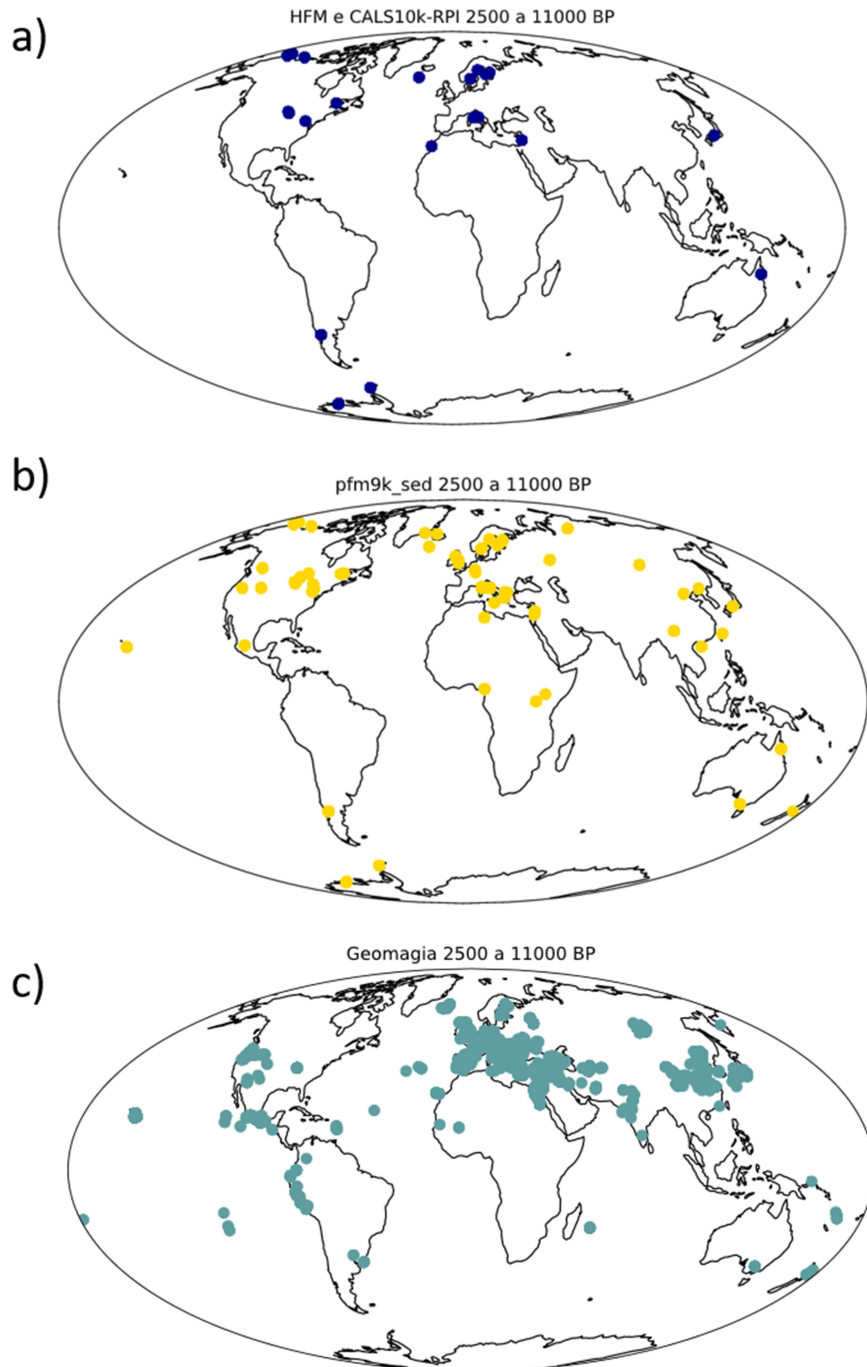 a)
HFM e CALS10k-RPI 2500 a 11000 BP
b)
pfm9k_sed 2500 a 11000 BP
c)
Geomagia 2500 a 11000 BP